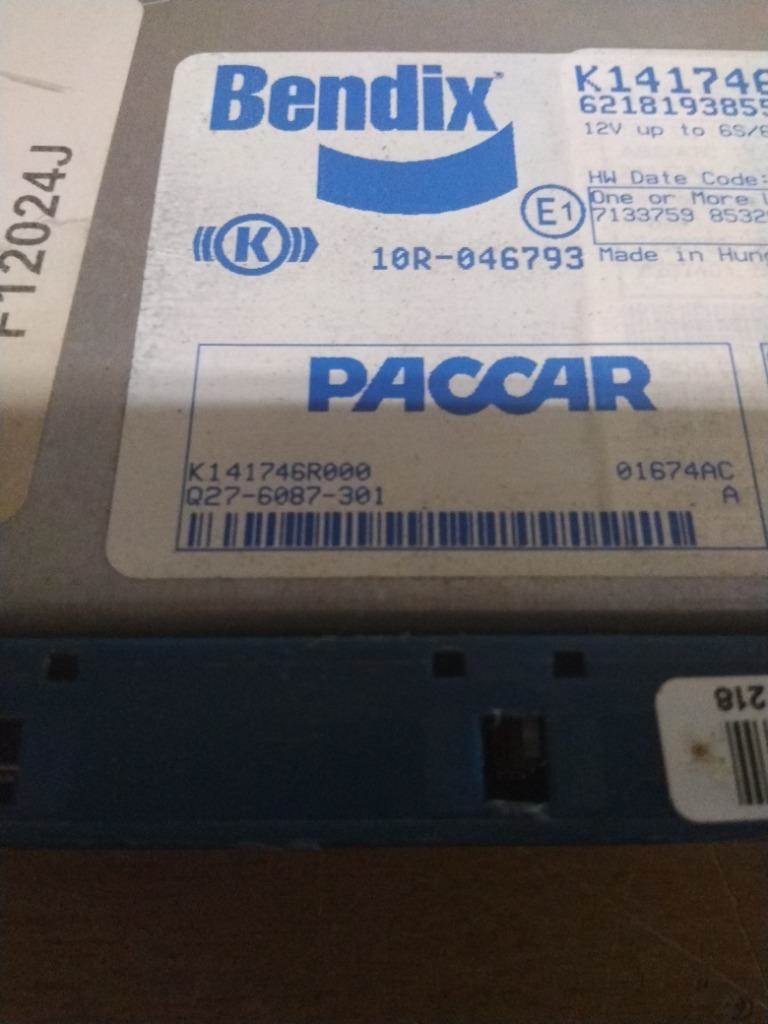 F12024J
Bendix
K141746
6218193855
12V up to 6S/6
HW Date Code:
One or More
7133759 8532
E1
K
10R-046793
Made in Hun
PACCAR
K141746R000
01674AC
Q27-6087-301
A
218